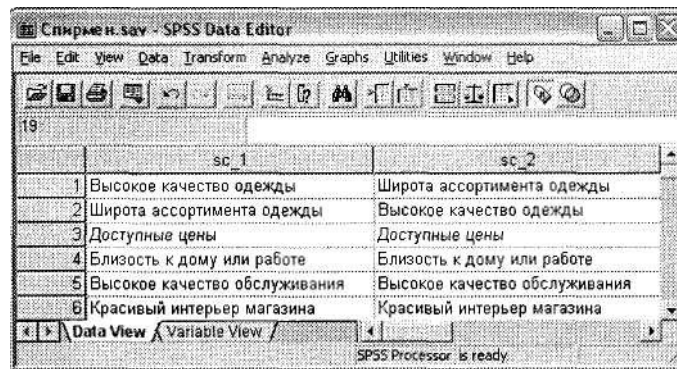 Спирмен.sav - SPSS Data Editor
File Edit View Data Transform Analyze Graphs Utilities Window Help
19
sc_1 sc_2
1 Высокое качество одежды Широта ассортимента одежды
2 Широта ассортимента одежды Высокое качество одежды
3 Доступные цены Доступные цены
4 Близость к дому или работе Близость к дому или работе
5 Высокое качество обслуживания Высокое качество обслуживания
6 Красивый интерьер магазина Красивый интерьер магазина
Data View Variable View
SPSS Processor is ready